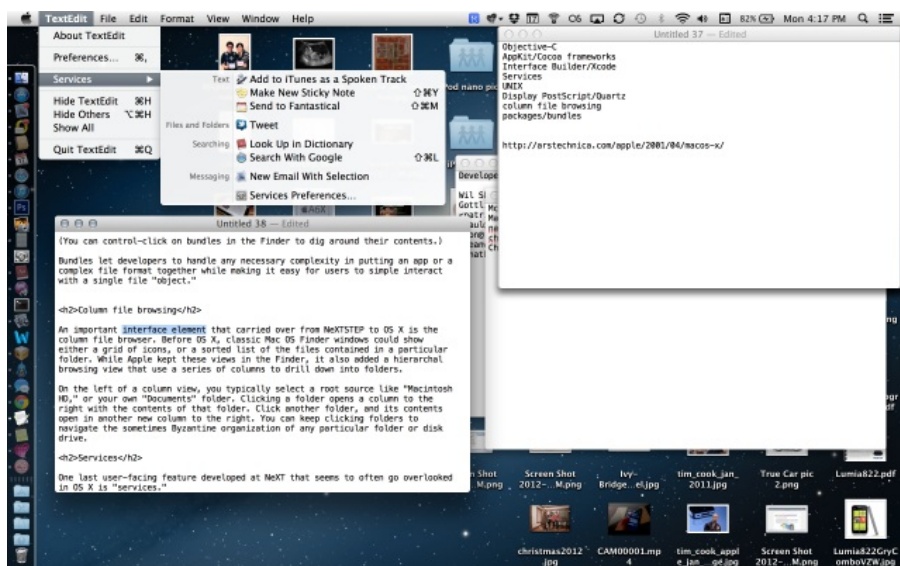 TextEdit File Edit Format View Window Help
82% Mon 4:17 PM
About TextEdit
Preferences... ⌘,
Services
Hide TextEdit ⌘H
Hide Others ⌥⌘H
Show All
Quit TextEdit ⌘Q
Text Add to iTunes as a Spoken Track
Make New Sticky Note ⇧⌘Y
Send to Fantastical ⇧⌘M
Files and Folders Tweet
Searching Look Up in Dictionary
Search With Google ⇧⌘L
Messaging New Email With Selection
Services Preferences...
Untitled 37 — Edited
Objective-C
AppKit/Cocoa frameworks
Interface Builder/Xcode
Services
UNIX
Display PostScript/Quartz
column file browsing
packages/bundles
http://arstechnica.com/apple/2001/04/macos-x/
Untitled 38 — Edited
(You can control-click on bundles in the Finder to dig around their contents.)
Bundles let developers to handle any necessary complexity in putting an app or a
complex file format together while making it easy for users to simple interact
with a single file "object."
<h2>Column file browsing</h2>
An important interface element that carried over from NeXTSTEP to OS X is the
column file browser. Before OS X, classic Mac OS Finder windows could show
either a grid of icons, or a sorted list of the files contained in a particular
folder. While Apple kept these views in the Finder, it also added a hierarchal
browsing view that use a series of columns to drill down into folders.
On the left of a column view, you typically select a root source like "Macintosh
HD," or your own "Documents" folder. Clicking a folder opens a column to the
right with the contents of that folder. Click another folder, and its contents
open in another new column to the right. You can keep clicking folders to
navigate the sometimes Byzantine organization of any particular folder or disk
drive.
<h2>Services</h2>
One last user-facing feature developed at NeXT that seems to often go overlooked
in OS X is "services."
Screen Shot
2012-...M.png
Ivy-
Bridge...el.jpg
tim_cook_jan_
2011.jpg
True Car pic
2.png
Lumia822.pdf
christmas2012
.jpg
CAM00001.mp
4
tim_cook_appl
e_jan_...ge.jpg
Screen Shot
2012-...M.png
Lumia822GryC
omboVZW.jpg